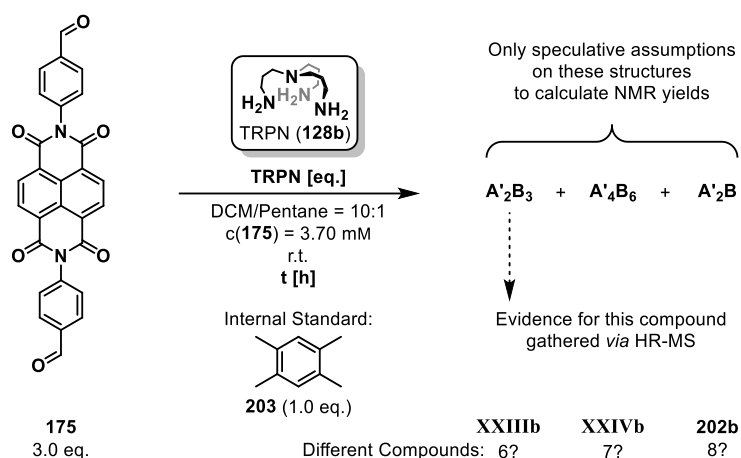 O
O N O
O N O
O
175
3.0 eq.
N
H₂N H₂N NH₂
TRPN (128b)
TRPN [eq.]
DCM/Pentane = 10:1
c(175) = 3.70 mM
r.t.
t [h]
Internal Standard:
203 (1.0 eq.)
Only speculative assumptions
on these structures
to calculate NMR yields
A'₂B₃ + A'₄B₆ + A'₂B
Evidence for this compound
gathered via HR-MS
XXIIIb XXIVb 202b
Different Compounds: 6? 7? 8?